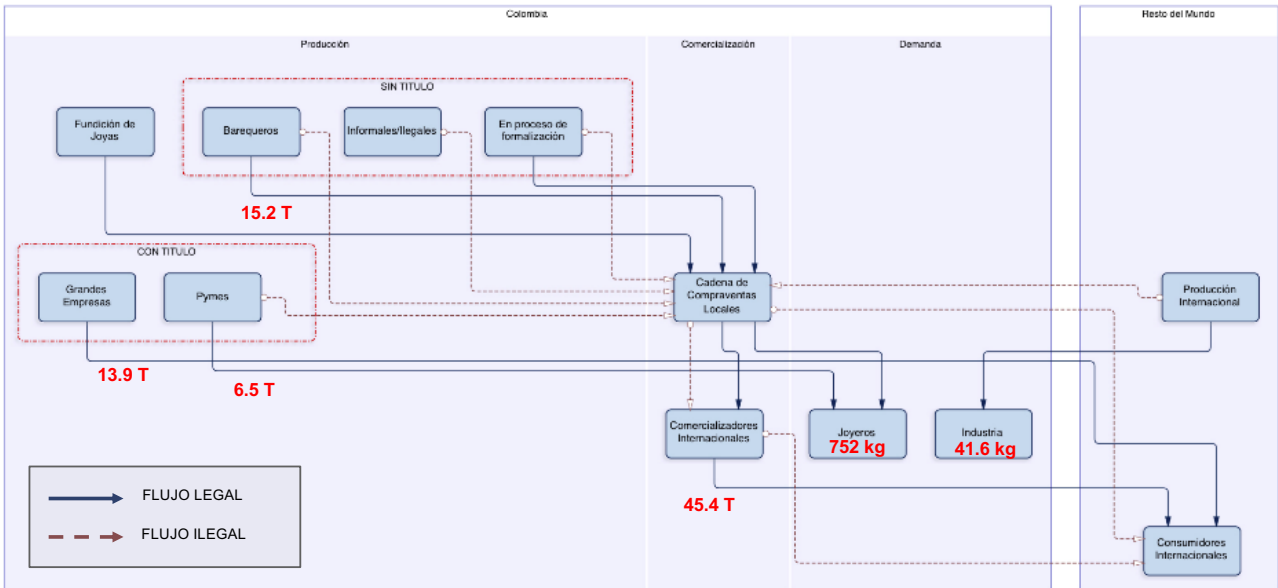 Colombia
Resto del Mundo
Producción
Comercialización
Demanda
SIN TITULO
Fundición de
Joyas
Barequeros
Informales/Ilegales
En proceso de
formalización
15.2 T
CON TITULO
Grandes
Empresas
Pymes
Cadena de
Compraventas
Locales
Producción
Internacional
13.9 T
6.5 T
Comercializadores
Internacionales
Joyeros
752 kg
Industria
41.6 kg
45.4 T
FLUJO LEGAL
FLUJO ILEGAL
Consumidores
Internacionales